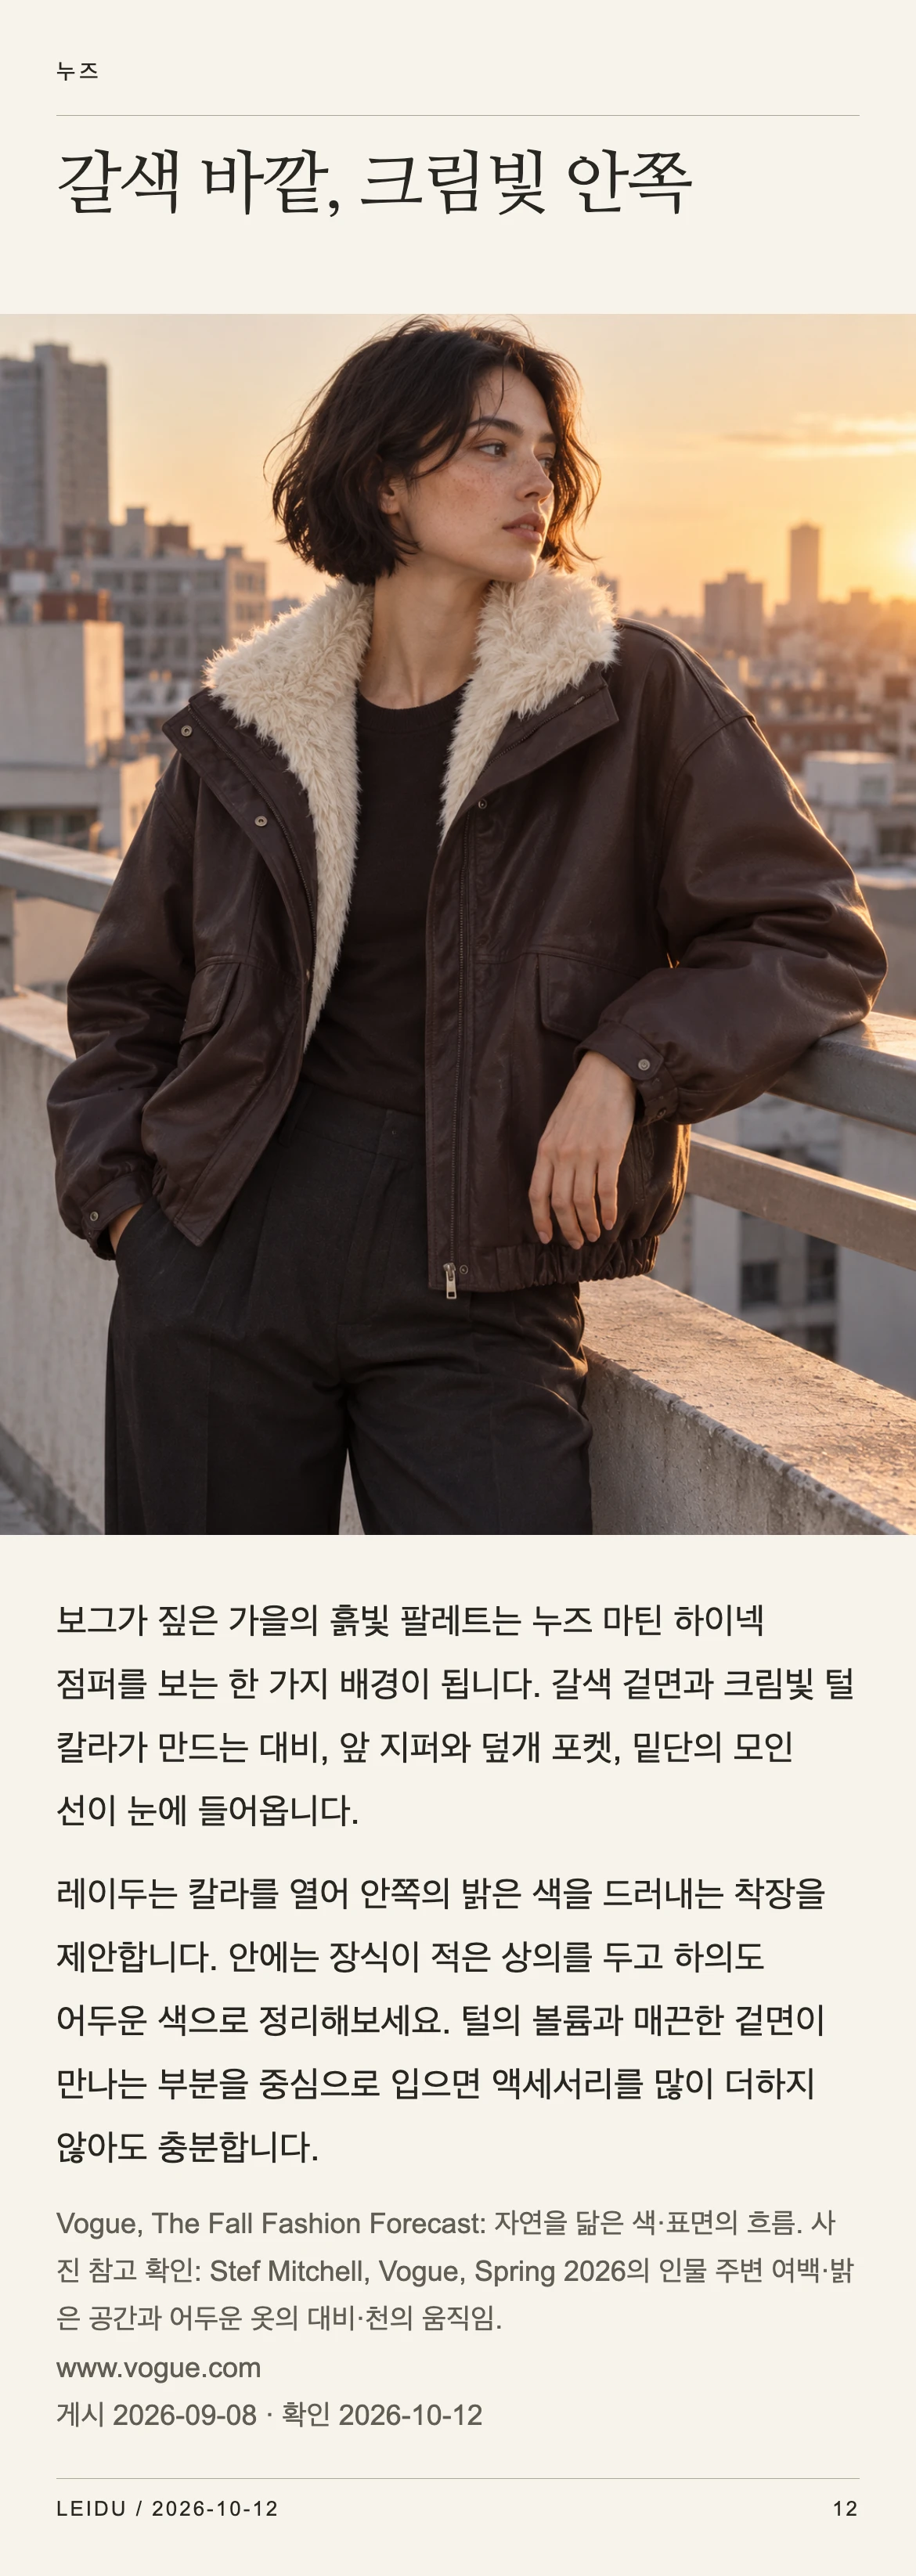 누즈
갈색 바깥, 크림빛 안쪽
보그가 짚은 가을의 흙빛 팔레트는 누즈 마틴 하이넥
점퍼를 보는 한 가지 배경이 됩니다. 갈색 겉면과 크림빛 털
칼라가 만드는 대비, 앞 지퍼와 덮개 포켓, 밑단의 모인
선이 눈에 들어옵니다.
레이두는 칼라를 열어 안쪽의 밝은 색을 드러내는 착장을
제안합니다. 안에는 장식이 적은 상의를 두고 하의도
어두운 색으로 정리해보세요. 털의 볼륨과 매끈한 겉면이
만나는 부분을 중심으로 입으면 액세서리를 많이 더하지
않아도 충분합니다.
Vogue, The Fall Fashion Forecast: 자연을 닮은 색·표면의 흐름. 사
진 참고 확인: Stef Mitchell, Vogue, Spring 2026의 인물 주변 여백·밝
은 공간과 어두운 옷의 대비·천의 움직임.
www.vogue.com
게시 2026-09-08 · 확인 2026-10-12
LEIDU / 2026-10-12
12